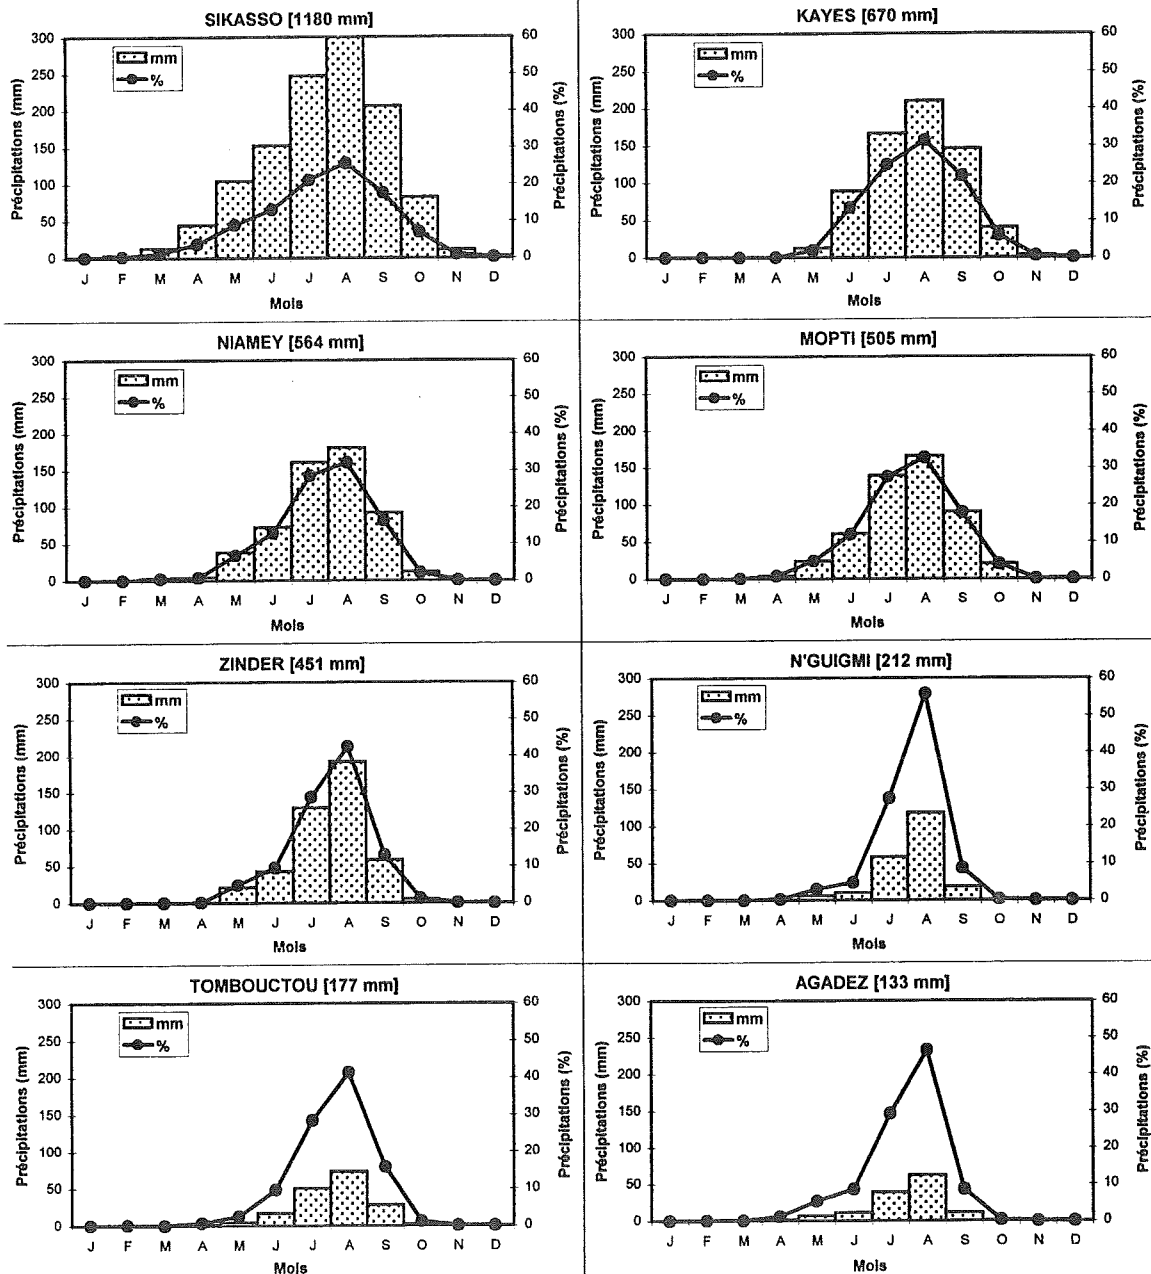 SIKASSO [1180 mm]
Précipitations (mm)
300
250
200
150
100
50
0
mm
%
60
50
40
30
20
10
0
Précipitations (%)
J F M A M J J A S O N D
Mois
KAYES [670 mm]
Précipitations (mm)
300
250
200
150
100
50
0
mm
%
60
50
40
30
20
10
0
Précipitations (%)
J F M A M J J A S O N D
Mois
NIAMEY [564 mm]
Précipitations (mm)
300
250
200
150
100
50
0
mm
%
60
50
40
30
20
10
0
Précipitations (%)
J F M A M J J A S O N D
Mois
MOPTI [505 mm]
Précipitations (mm)
300
250
200
150
100
50
0
mm
%
60
50
40
30
20
10
0
Précipitations (%)
J F M A M J J A S O N D
Mois
ZINDER [451 mm]
Précipitations (mm)
300
250
200
150
100
50
0
mm
%
60
50
40
30
20
10
0
Précipitations (%)
J F M A M J J A S O N D
Mois
N'GUIGMI [212 mm]
Précipitations (mm)
300
250
200
150
100
50
0
mm
%
60
50
40
30
20
10
0
Précipitations (%)
J F M A M J J A S O N D
Mois
TOMBOUCTOU [177 mm]
Précipitations (mm)
300
250
200
150
100
50
0
mm
%
60
50
40
30
20
10
0
Précipitations (%)
J F M A M J J A S O N D
Mois
AGADEZ [133 mm]
Précipitations (mm)
300
250
200
150
100
50
0
mm
%
60
50
40
30
20
10
0
Précipitations (%)
J F M A M J J A S O N D
Mois